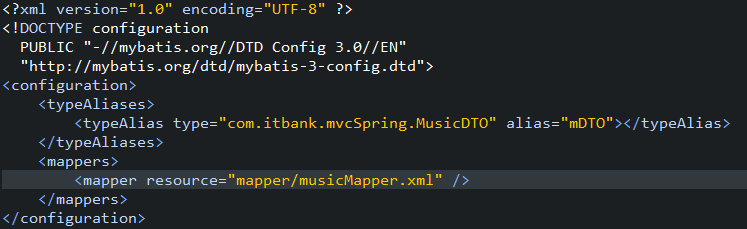 <?xml version="1.0" encoding="UTF-8" ?>
<!DOCTYPE configuration
  PUBLIC "-//mybatis.org//DTD Config 3.0//EN"
  "http://mybatis.org/dtd/mybatis-3-config.dtd">
<configuration>
    <typeAliases>
        <typeAlias type="com.itbank.mvcSpring.MusicDTO" alias="mDTO"></typeAlias>
    </typeAliases>
    <mappers>
        <mapper resource="mapper/musicMapper.xml" />
    </mappers>
</configuration>